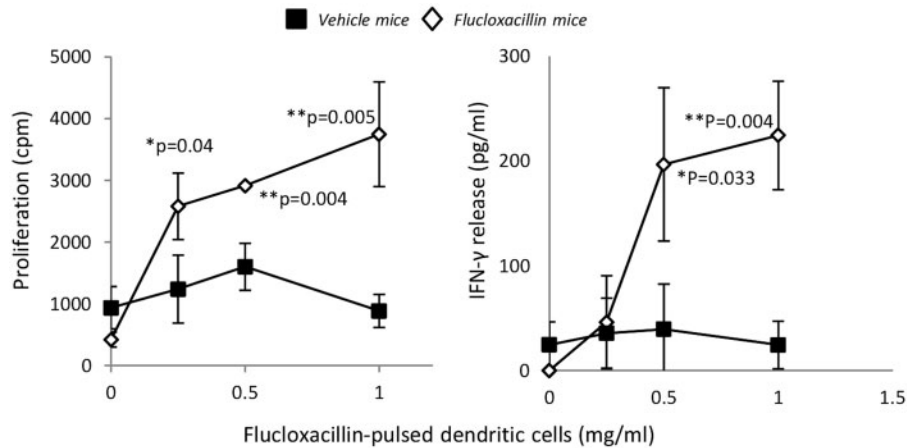 Vehicle mice Flucloxacillin mice
Proliferation (cpm)
5000
4000
3000
2000
1000
0
0 0.5 1
*p=0.04
**p=0.005
**p=0.004
IFN-γ release (pg/ml)
300
200
100
0
0 0.5 1 1.5
**P=0.004
*P=0.033
Flucloxacillin-pulsed dendritic cells (mg/ml)